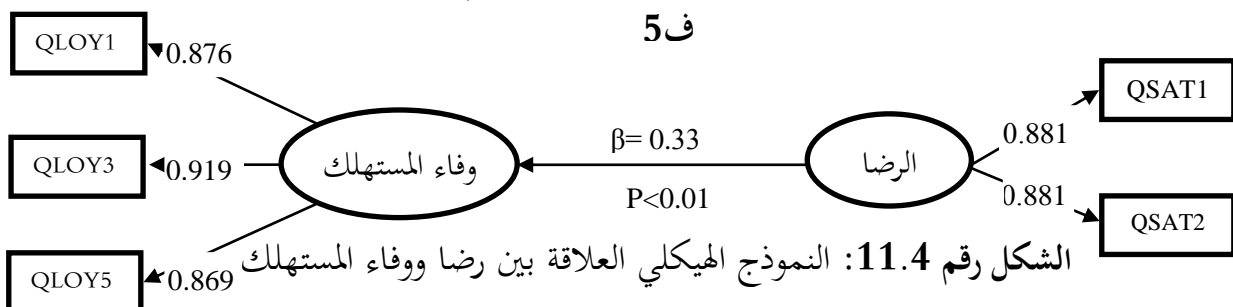 ف5
QLOY1
0.876
QSAT1
0.881
β= 0.33
الرضا
وفاء المستهلك
QLOY3
0.919
P<0.01
0.881
QSAT2
الشكل رقم 11.4: النموذج الهيكلي العلاقة بين رضا ووفاء المستهلك
0.869
QLOY5